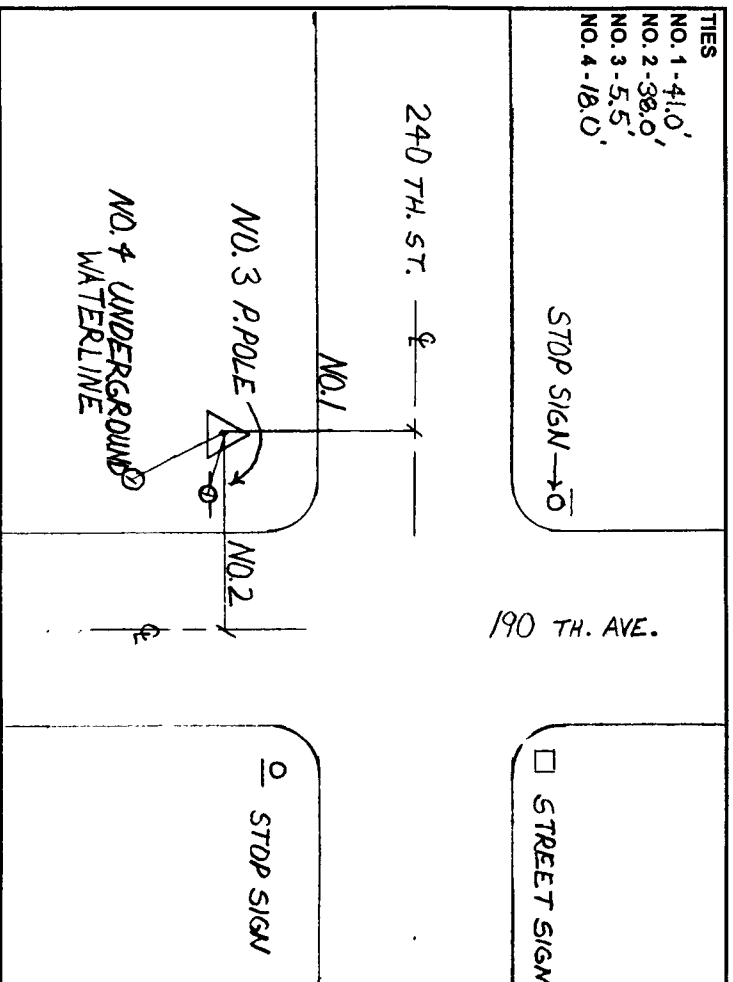 TIES
NO. 1 - 41.0'
NO. 2 - 38.0'
NO. 3 - 5.5'
NO. 4 - 18.0'
STOP SIGN
STREET SIGN
240 TH. ST.
℄
190 TH. AVE.
NO.1
NO. 3 P.POLE
NO.2
STOP SIGN
NO. 4 UNDERGROUND
WATERLINE
℄